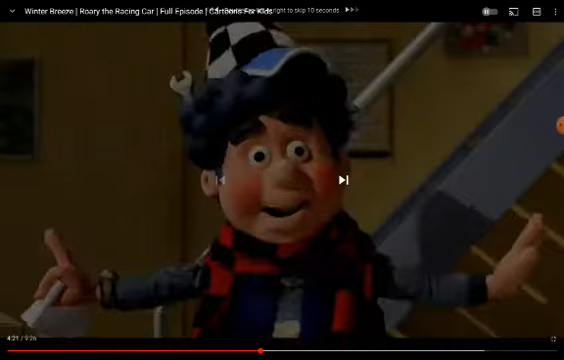 Winter Breeze | Roary the Racing Car | Full Episode | Cartoons For Kids
right to skip 10 seconds
4:21 / 9:26